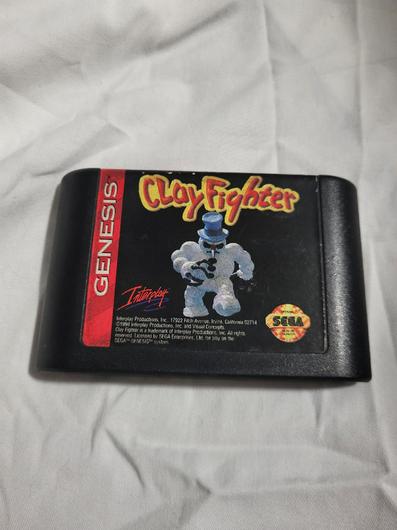 GENESIS™
ClayFighter
Interplay
SEGA
Interplay Productions, Inc. 17922 Fitch Avenue, Irvine, California 92714
Interplay Productions, Inc. and Visual Concepts.
Clay Fighter is a trademark of Interplay Productions, Inc. All rights
reserved. Licensed by SEGA Enterprises, Ltd. for play on the
SEGA™ GENESIS™ system.